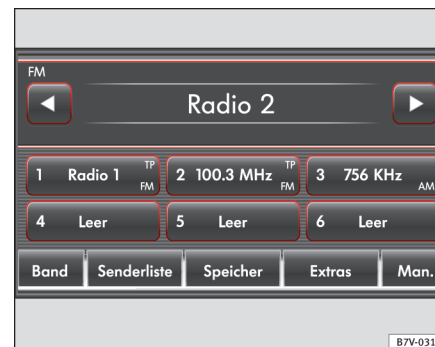 FM
Radio 2
1 Radio 1 TP FM 2 100.3 MHz TP FM 3 756 KHz AM
4 Leer 5 Leer 6 Leer
Band Senderliste Speicher Extras Man.
B7V-031